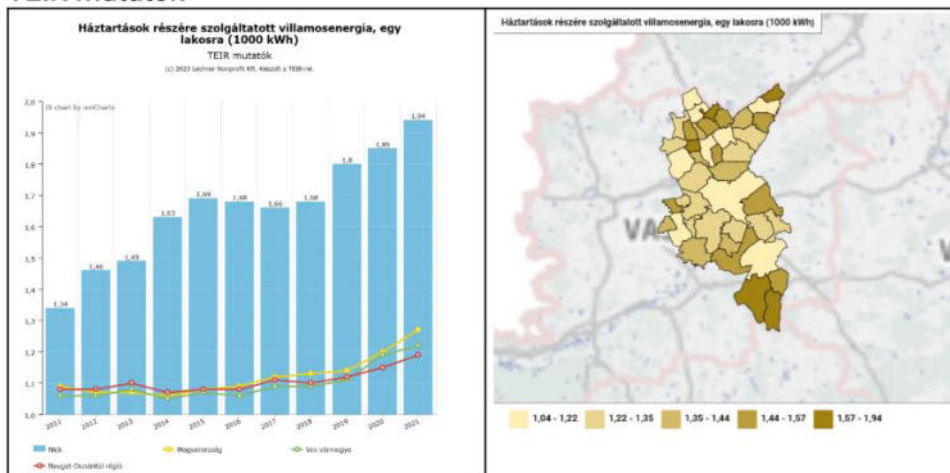 Háztartások részére szolgáltatott villamosenergia, egy
lakosra (1000 kWh)
TEIR mutatók
(c) 2023 Lechner Nonprofit Kft. Készült a TEIR-rel.
JS chart by amCharts
2,0
1,9
1,8
1,7
1,6
1,5
1,4
1,3
1,2
1,1
1,0
1,34
1,46
1,49
1,63
1,69
1,68
1,66
1,68
1,8
1,85
1,94
2011
2012
2013
2014
2015
2016
2017
2018
2019
2020
2021
Nick
Magyarország
Vas vármegye
Nyugat-Dunántúl régió
Háztartások részére szolgáltatott villamosenergia, egy lakosra (1000 kWh)
VAS
V
1,04 - 1,22
1,22 - 1,35
1,35 - 1,44
1,44 - 1,57
1,57 - 1,94